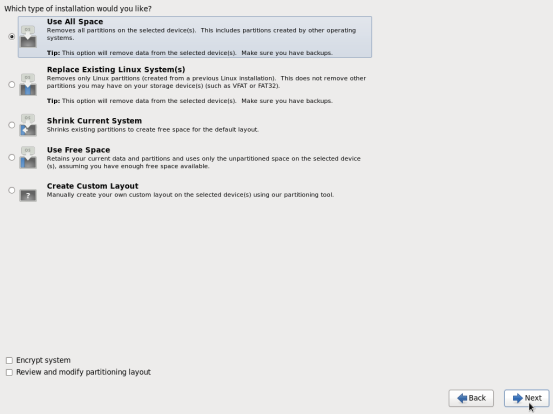 Which type of installation would you like?
Use All Space
Removes all partitions on the selected device(s).  This includes partitions created by other operating
systems.
Tip: This option will remove data from the selected device(s).  Make sure you have backups.
Replace Existing Linux System(s)
Removes only Linux partitions (created from a previous Linux installation).  This does not remove other
partitions you may have on your storage device(s) (such as VFAT or FAT32).
Tip: This option will remove data from the selected device(s).  Make sure you have backups.
Shrink Current System
Shrinks existing partitions to create free space for the default layout.
Use Free Space
Retains your current data and partitions and uses only the unpartitioned space on the selected device
(s), assuming you have enough free space available.
Create Custom Layout
?
Manually create your own custom layout on the selected device(s) using our partitioning tool.
Encrypt system
Review and modify partitioning layout
Back Next